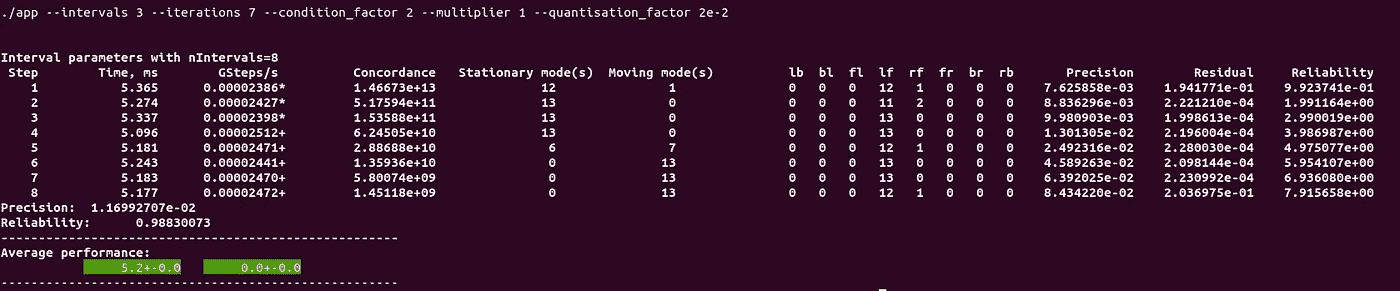 ./app --intervals 3 --iterations 7 --condition_factor 2 --multiplier 1 --quantisation_factor 2e-2
Interval parameters with nIntervals=8
Step Time, ms GSteps/s Concordance Stationary mode(s) Moving mode(s) lb bl fl lf rf fr br rb Precision Residual Reliability
1 5.365 0.00002386* 1.46673e+13 12 1 0 0 0 12 1 0 0 0 7.625858e-03 1.941771e-01 9.923741e-01
2 5.274 0.00002427* 5.17594e+11 13 0 0 0 0 11 2 0 0 0 8.836296e-03 2.221210e-04 1.991164e+00
3 5.337 0.00002398* 1.53588e+11 13 0 0 0 0 13 0 0 0 0 9.980903e-03 1.998613e-04 2.990019e+00
4 5.096 0.00002512+ 6.24505e+10 13 0 0 0 0 13 0 0 0 0 1.301305e-02 2.196004e-04 3.986987e+00
5 5.181 0.00002471+ 2.88688e+10 6 7 0 0 0 12 1 0 0 0 2.492316e-02 2.280030e-04 4.975077e+00
6 5.243 0.00002441+ 1.35936e+10 0 13 0 0 0 13 0 0 0 0 4.589263e-02 2.098144e-04 5.954107e+00
7 5.183 0.00002470+ 5.80074e+09 0 13 0 0 0 13 0 0 0 0 6.392025e-02 2.230992e-04 6.936080e+00
8 5.177 0.00002472+ 1.45118e+09 0 13 0 0 0 12 1 0 0 0 8.434220e-02 2.036975e-01 7.915658e+00
Precision: 1.16992707e-02
Reliability: 0.98830073
------------------------------------------------------
Average performance:
5.2+-0.0 0.0+-0.0
------------------------------------------------------